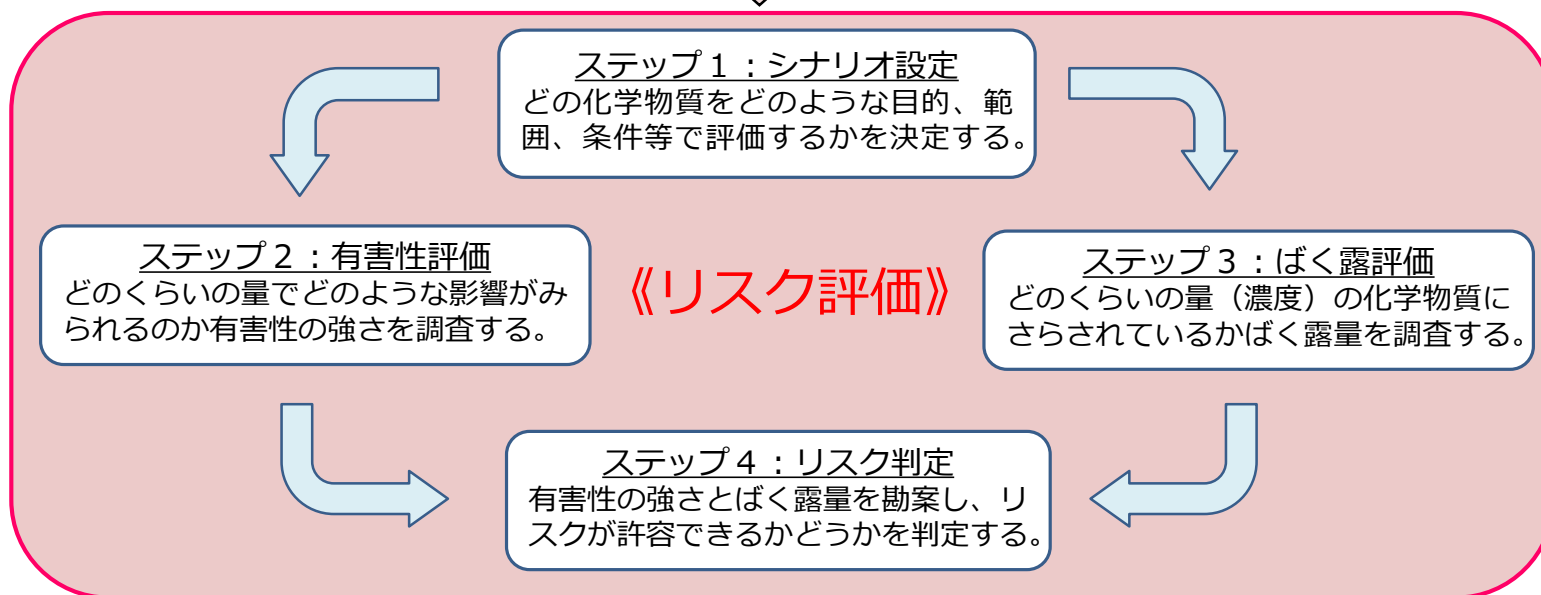 ステップ１：シナリオ設定
どの化学物質をどのような目的、範
囲、条件等で評価するかを決定する。
ステップ２：有害性評価
どのくらいの量でどのような影響がみ
られるのか有害性の強さを調査する。
《リスク評価》
ステップ３：ばく露評価
どのくらいの量（濃度）の化学物質に
さらされているかばく露量を調査する。
ステップ４：リスク判定
有害性の強さとばく露量を勘案し、リ
スクが許容できるかどうかを判定する。